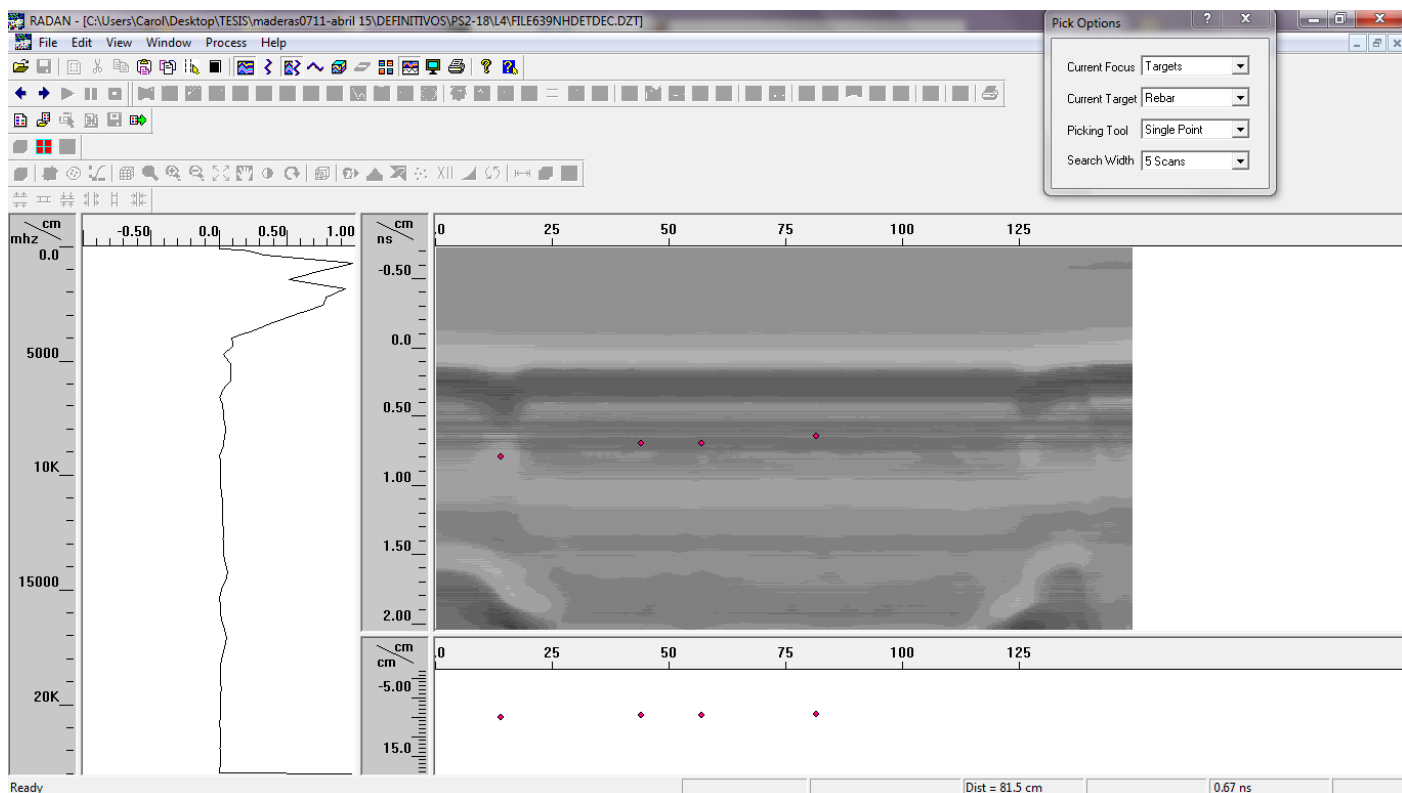 RADAN - [C:\Users\Carol\Desktop\TESIS\maderas0711-abril 15\DEFINITIVOS\PS2-18\L4\FILE639NHDETDEC.DZT]
File Edit View Window Process Help
Pick Options
Current Focus Targets
Current Target Rebar
Picking Tool Single Point
Search Width 5 Scans
XII
cm
mhz
-0.50 0.0 0.50 1.00
0.0
5000
10K
15000
20K
cm
ns
.0 25 50 75 100 125
-0.50
0.0
0.50
1.00
1.50
2.00
cm
cm
.0 25 50 75 100 125
-5.00
15.0
Ready Dist = 81.5 cm 0.67 ns